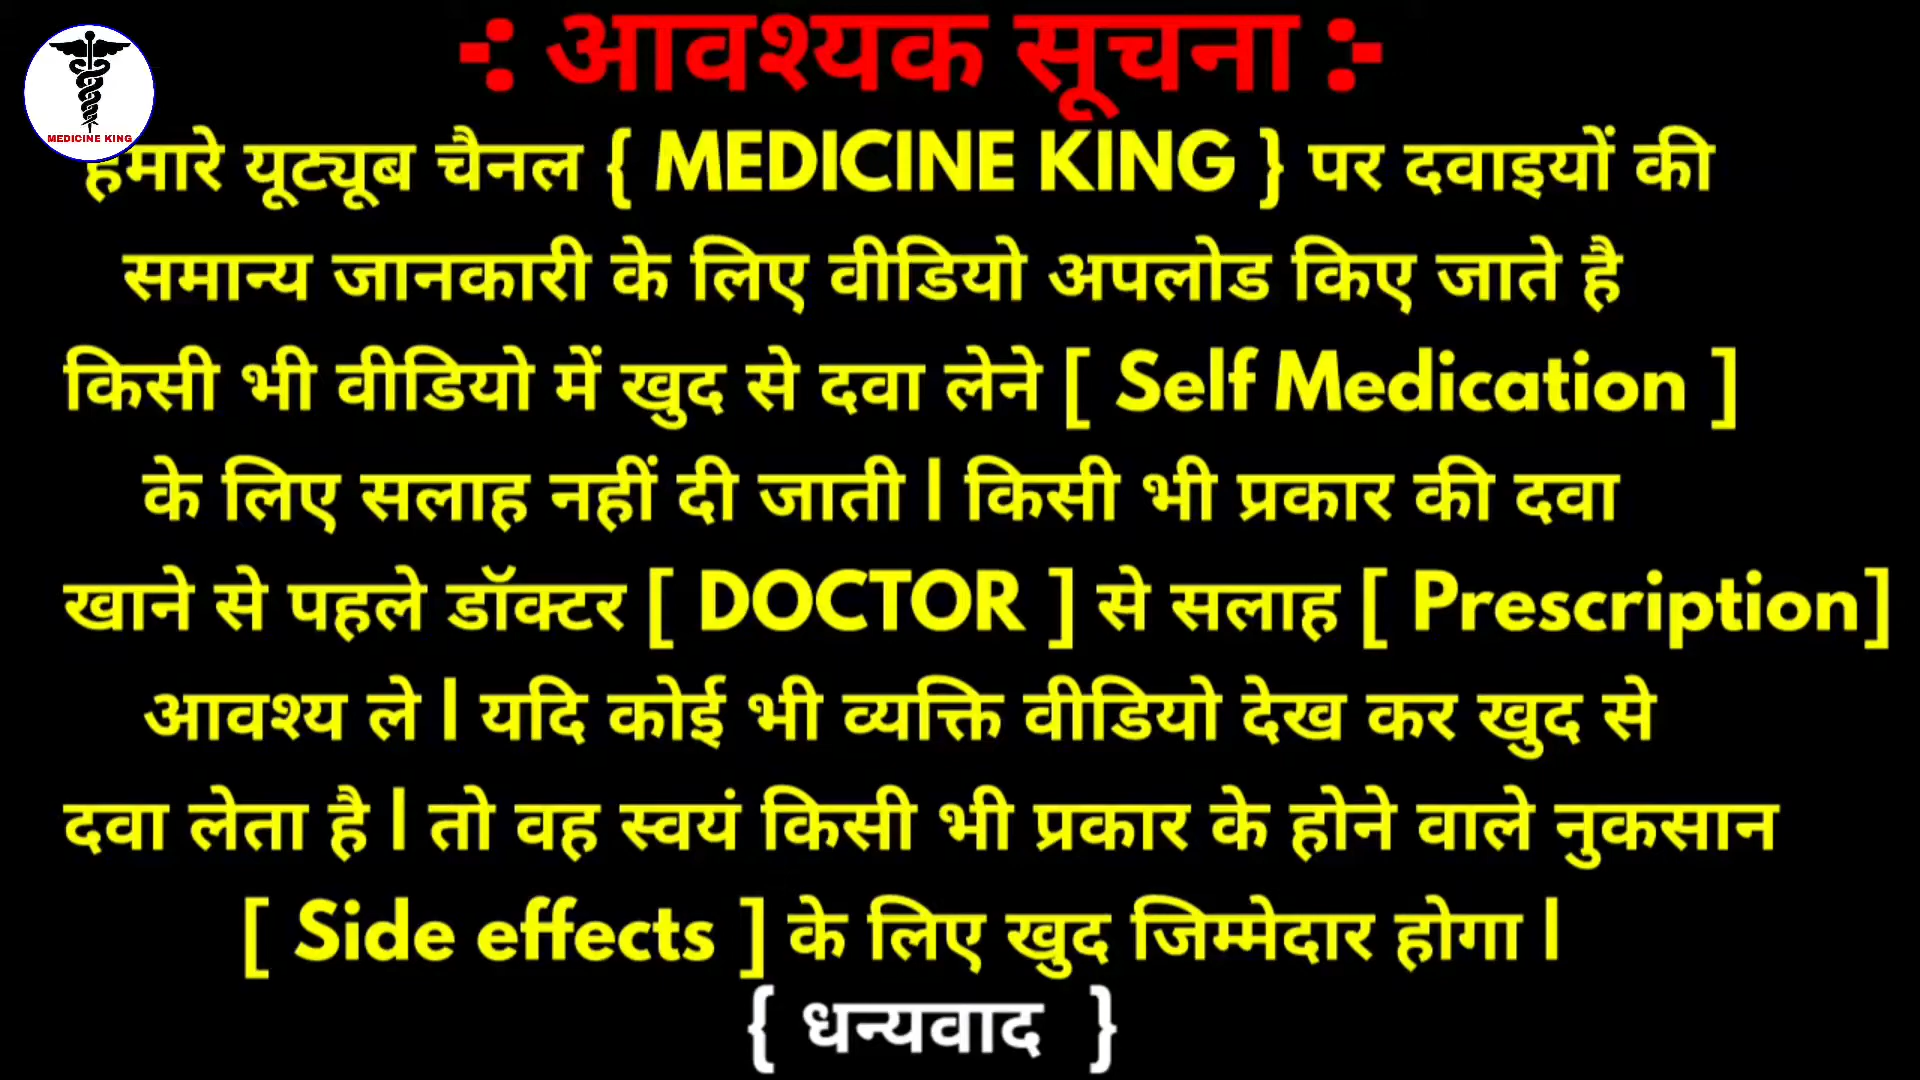 -: आवश्यक सूचना :-
MEDICINE KING
हमारे यूट्यूब चैनल { MEDICINE KING } पर दवाइयों की
समान्य जानकारी के लिए वीडियो अपलोड किए जाते है
किसी भी वीडियो में खुद से दवा लेने [ Self Medication ]
के लिए सलाह नहीं दी जाती | किसी भी प्रकार की दवा
खाने से पहले डॉक्टर [ DOCTOR ] से सलाह [ Prescription]
आवश्य ले | यदि कोई भी व्यक्ति वीडियो देख कर खुद से
दवा लेता है | तो वह स्वयं किसी भी प्रकार के होने वाले नुकसान
[ Side effects ] के लिए खुद जिम्मेदार होगा |
{ धन्यवाद }